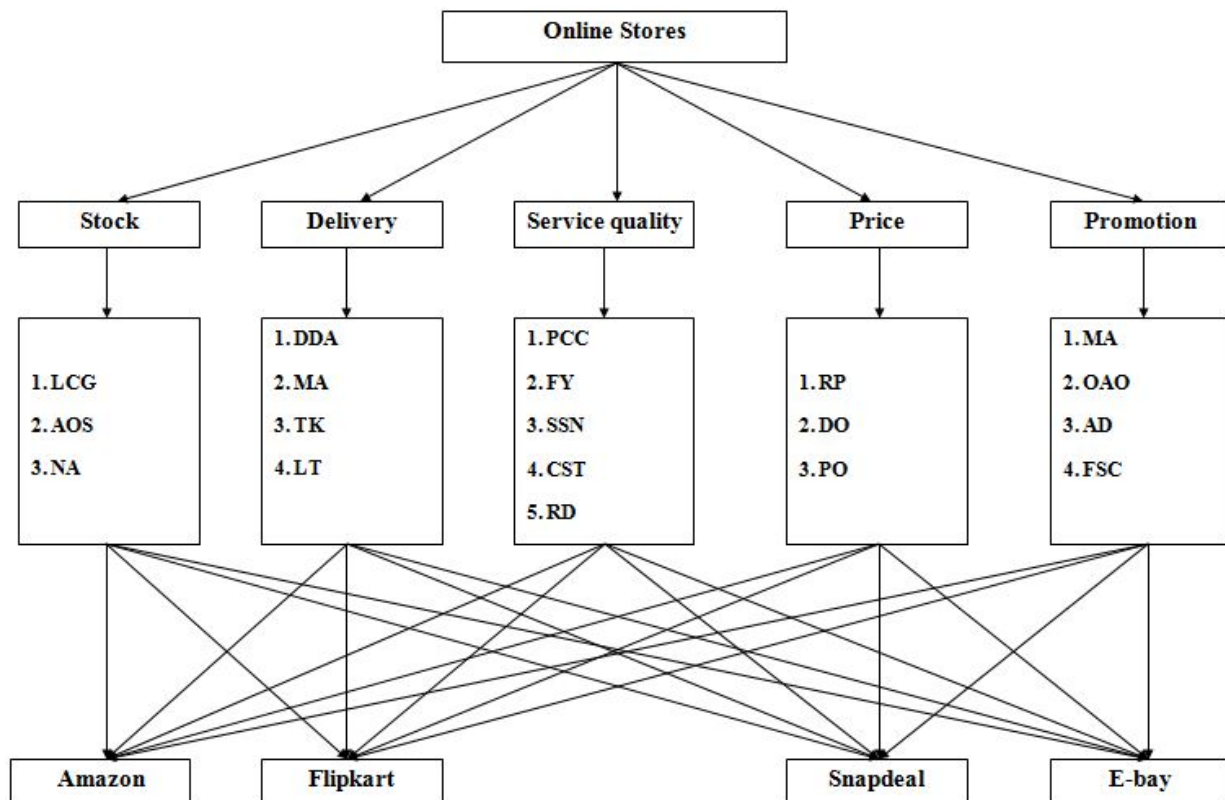 Online Stores
Stock
Delivery
Service quality
Price
Promotion
1. LCG
2. AOS
3. NA
1. DDA
2. MA
3. TK
4. LT
1. PCC
2. FY
3. SSN
4. CST
5. RD
1. RP
2. DO
3. PO
1. MA
2. OAO
3. AD
4. FSC
Amazon
Flipkart
Snapdeal
E-bay